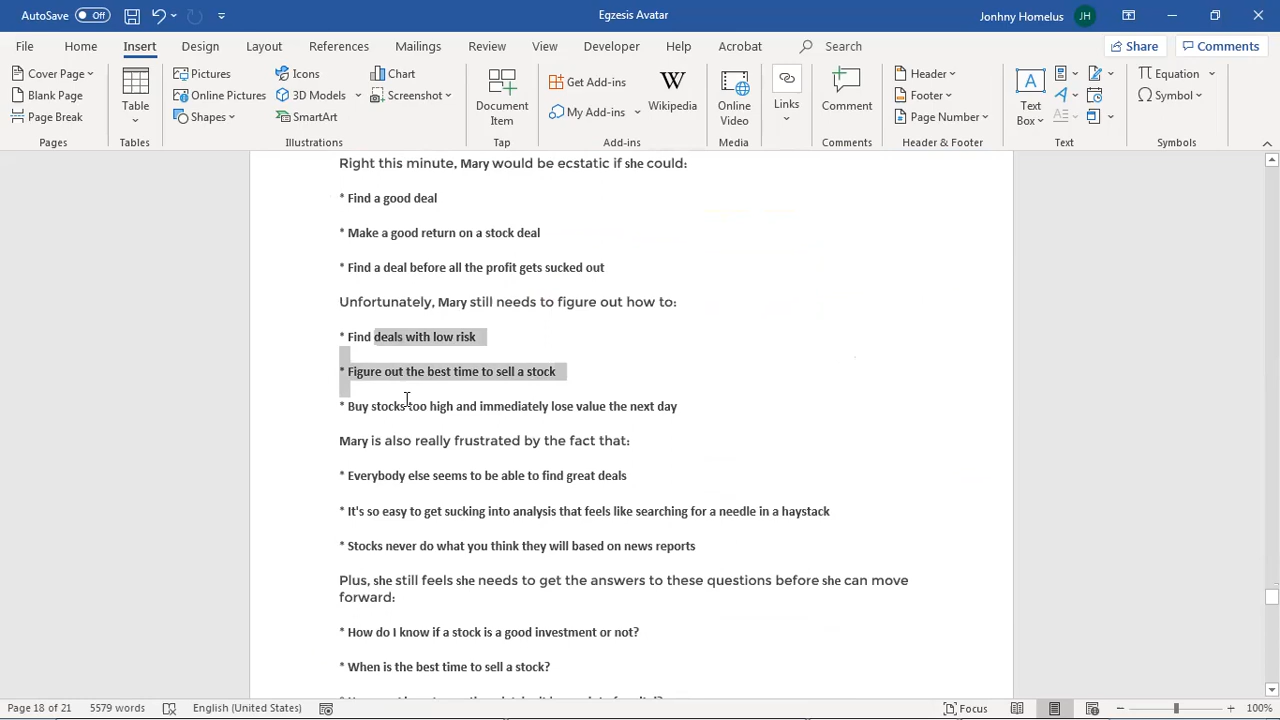 AutoSave Off Egzesis Avatar Jonhny Homelus JH
File Home Insert Design Layout References Mailings Review View Developer Help Acrobat Search Share Comments
Cover Page
Blank Page
Page Break
Pages
Table
Tables
Pictures Icons Chart
Online Pictures 3D Models Screenshot
Shapes SmartArt
Illustrations
Document
Item
Tap
Get Add-ins
My Add-ins
Wikipedia
Add-ins
Online
Video
Media
Links
Comment
Comments
Header
Footer
Page Number
Header & Footer
Text
Box
Text
Equation
Symbol
Symbols
Right this minute, Mary would be ecstatic if she could:
* Find a good deal
* Make a good return on a stock deal
* Find a deal before all the profit gets sucked out
Unfortunately, Mary still needs to figure out how to:
* Find deals with low risk
* Figure out the best time to sell a stock
* Buy stocks too high and immediately lose value the next day
Mary is also really frustrated by the fact that:
* Everybody else seems to be able to find great deals
* It's so easy to get sucking into analysis that feels like searching for a needle in a haystack
* Stocks never do what you think they will based on news reports
Plus, she still feels she needs to get the answers to these questions before she can move
forward:
* How do I know if a stock is a good investment or not?
* When is the best time to sell a stock?
Page 18 of 21 5579 words English (United States) Focus 100%